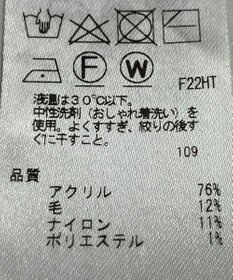 F W
F22HT
液温は30℃以下。
中性洗剤(おしゃれ着洗い)を
使用。よくすすぎ、絞りの後す
ぐに干すこと。
109
品質
アクリル 76%
毛 12%
ナイロン 11%
ポリエステル 1%